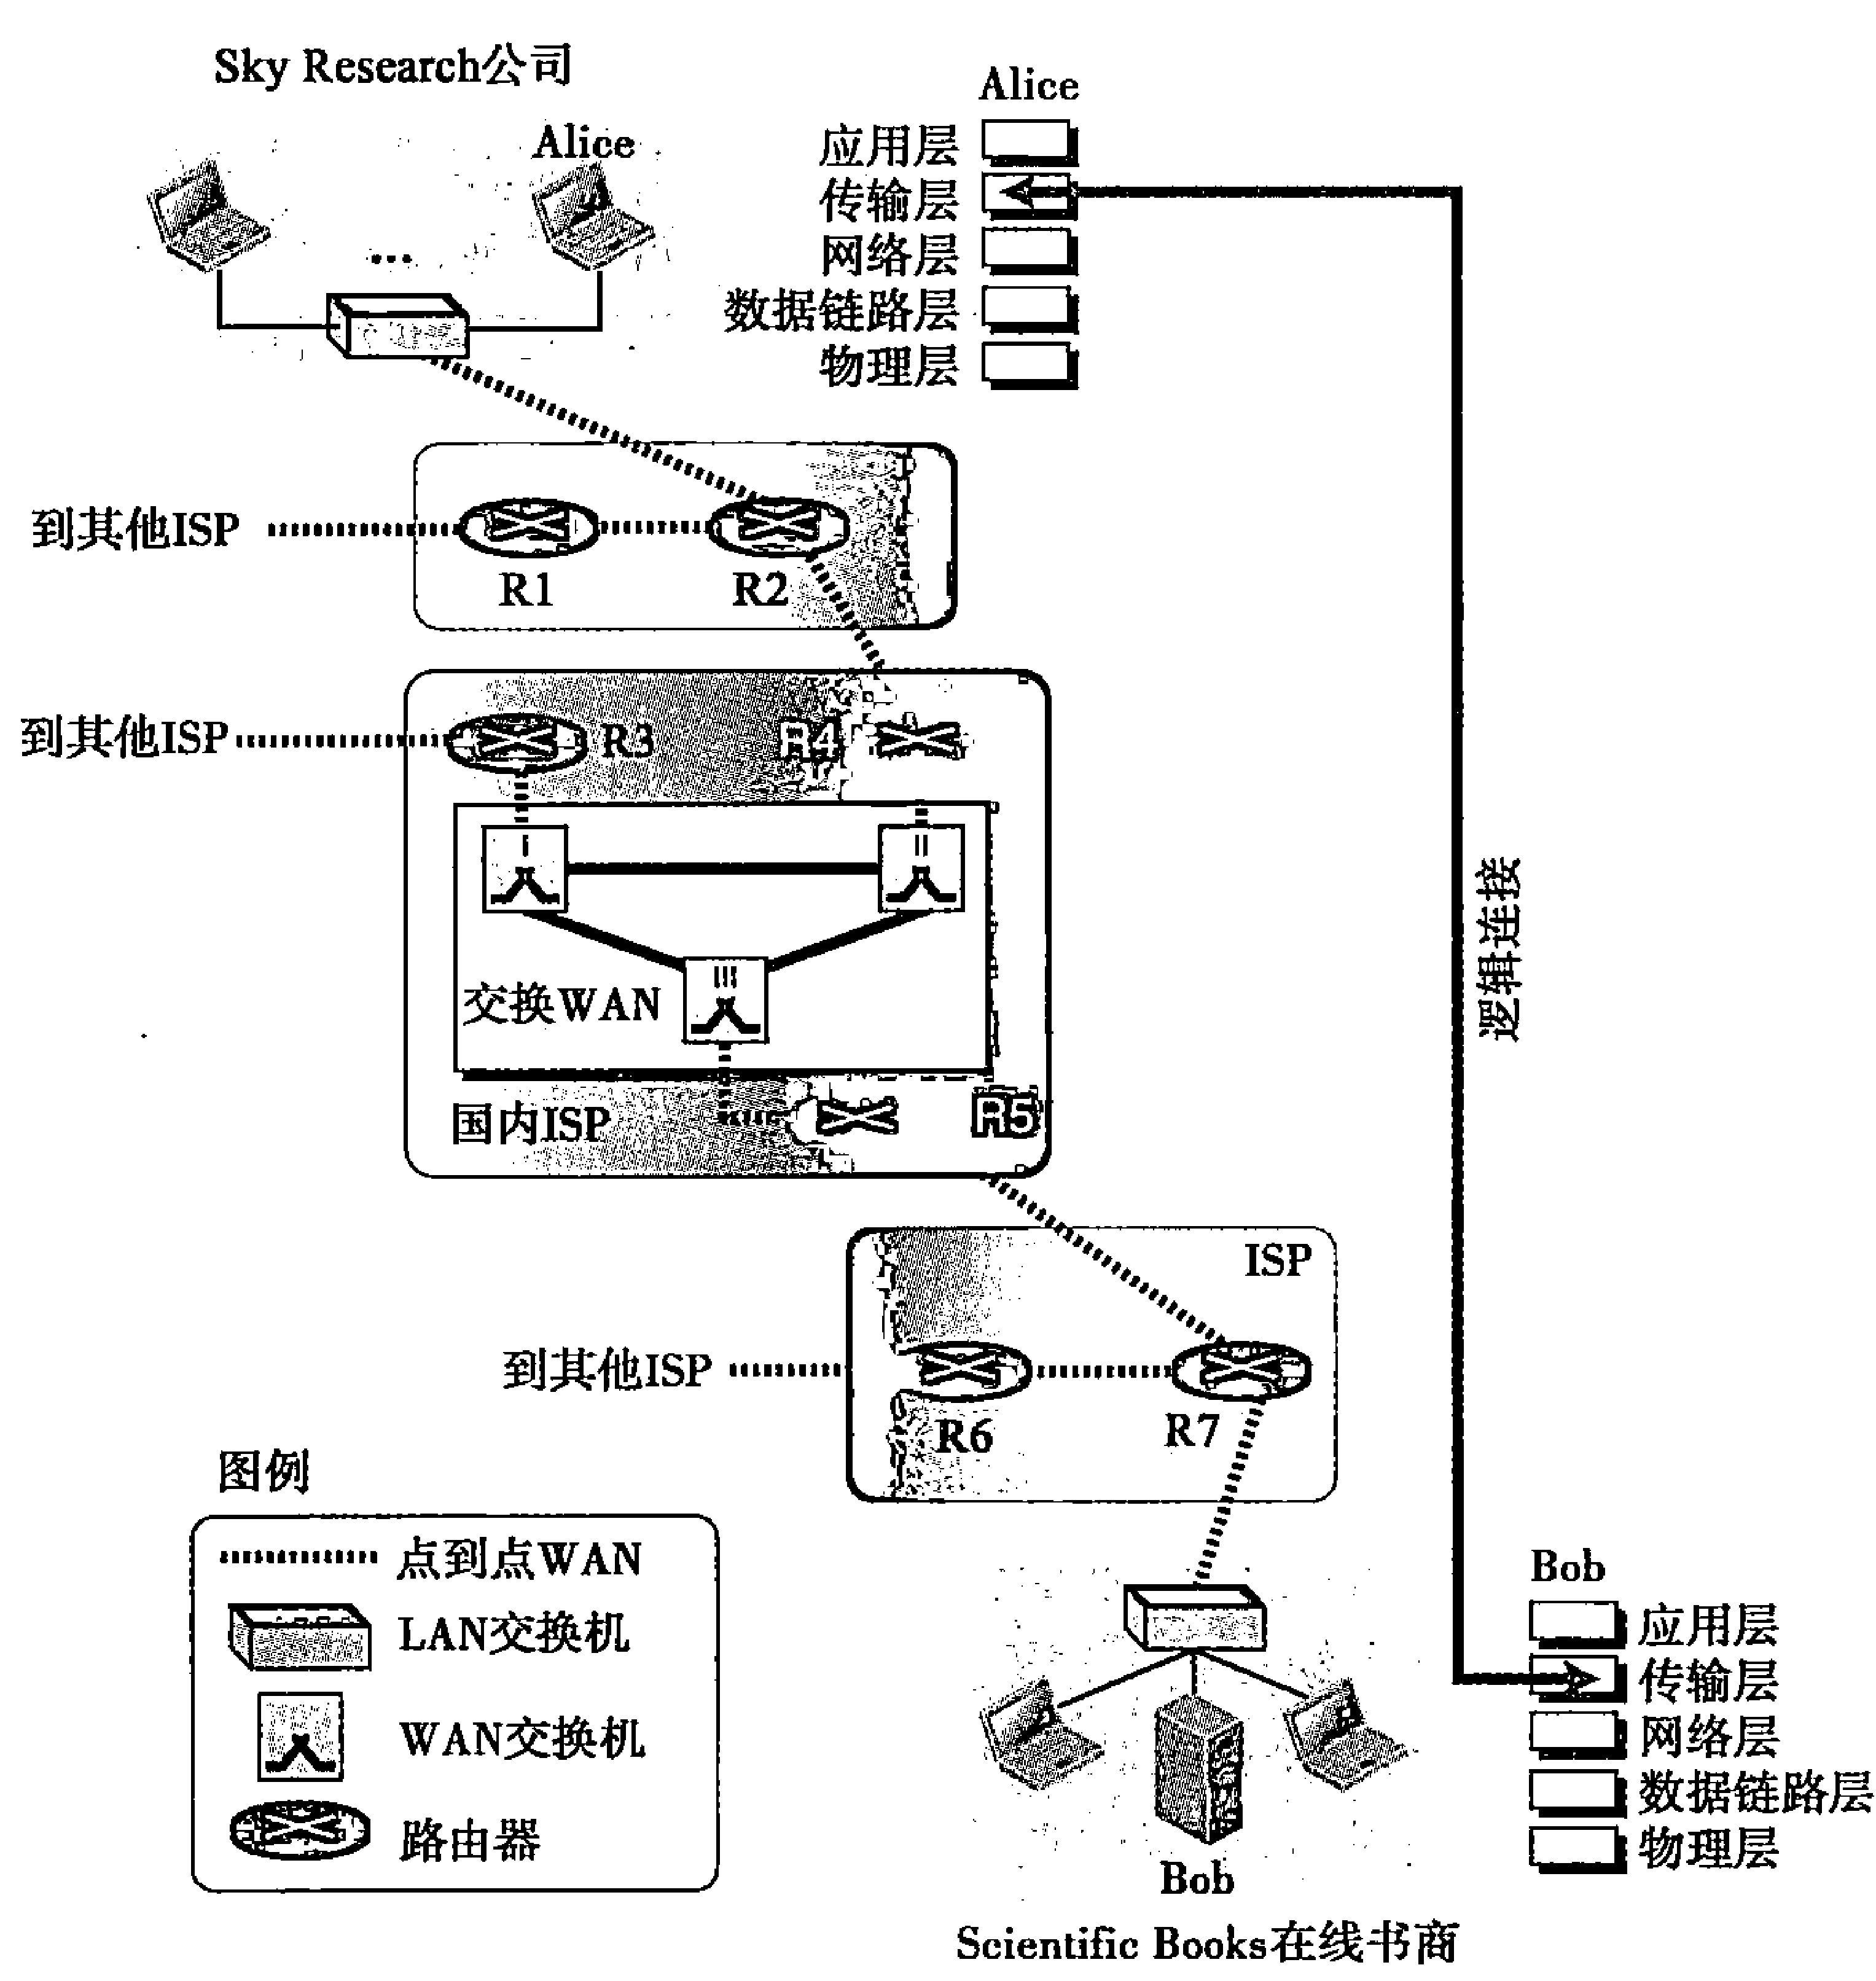 Sky Research公司
Alice
Alice
应用层
传输层
网络层
数据链路层
物理层
到其他ISP
R1
R2
到其他ISP
R3
R4
I
II
III
交换WAN
国内ISP
R5
逻辑连接
ISP
到其他ISP
R6
R7
图例
点到点WAN
LAN交换机
WAN交换机
路由器
Bob
应用层
传输层
网络层
数据链路层
物理层
Bob
Scientific Books在线书商